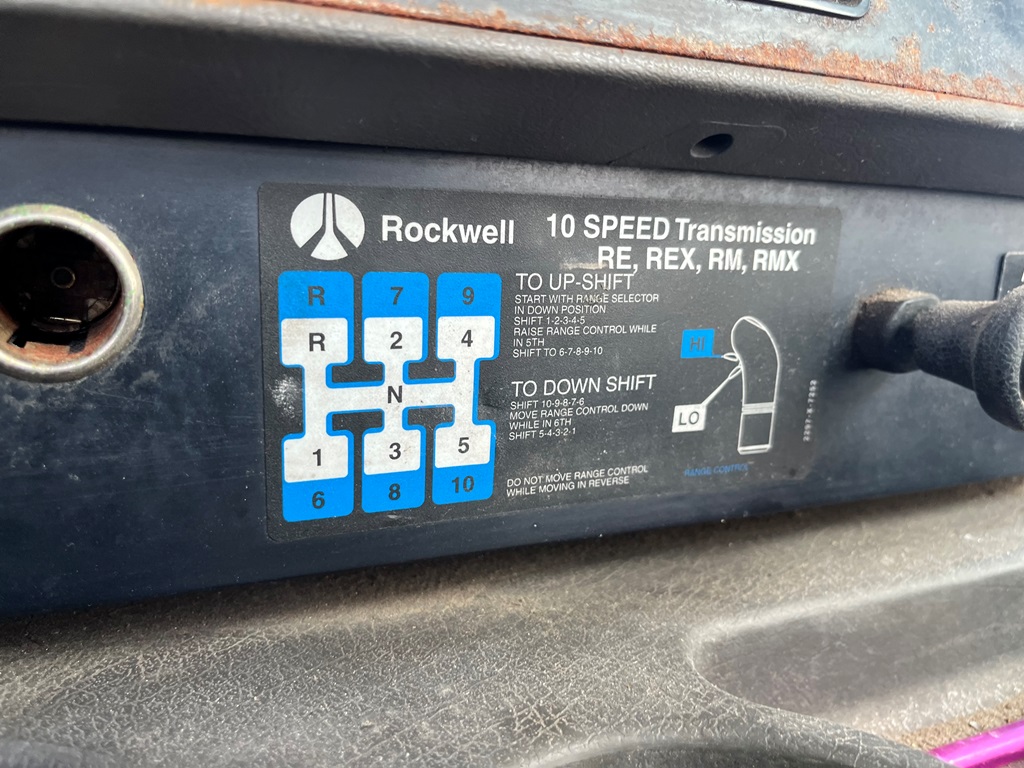 Rockwell 10 SPEED Transmission
RE, REX, RM, RMX
R 7 9
R 2 4
N
1 3 5
6 8 10
TO UP-SHIFT
START WITH RANGE SELECTOR
IN DOWN POSITION
SHIFT 1-2-3-4-5
RAISE RANGE CONTROL WHILE
IN 5TH
SHIFT TO 6-7-8-9-10
TO DOWN SHIFT
SHIFT 10-9-8-7-6
MOVE RANGE CONTROL DOWN
WHILE IN 6TH
SHIFT 5-4-3-2-1
DO NOT MOVE RANGE CONTROL
WHILE MOVING IN REVERSE
HI
LO
RANGE CONTROL